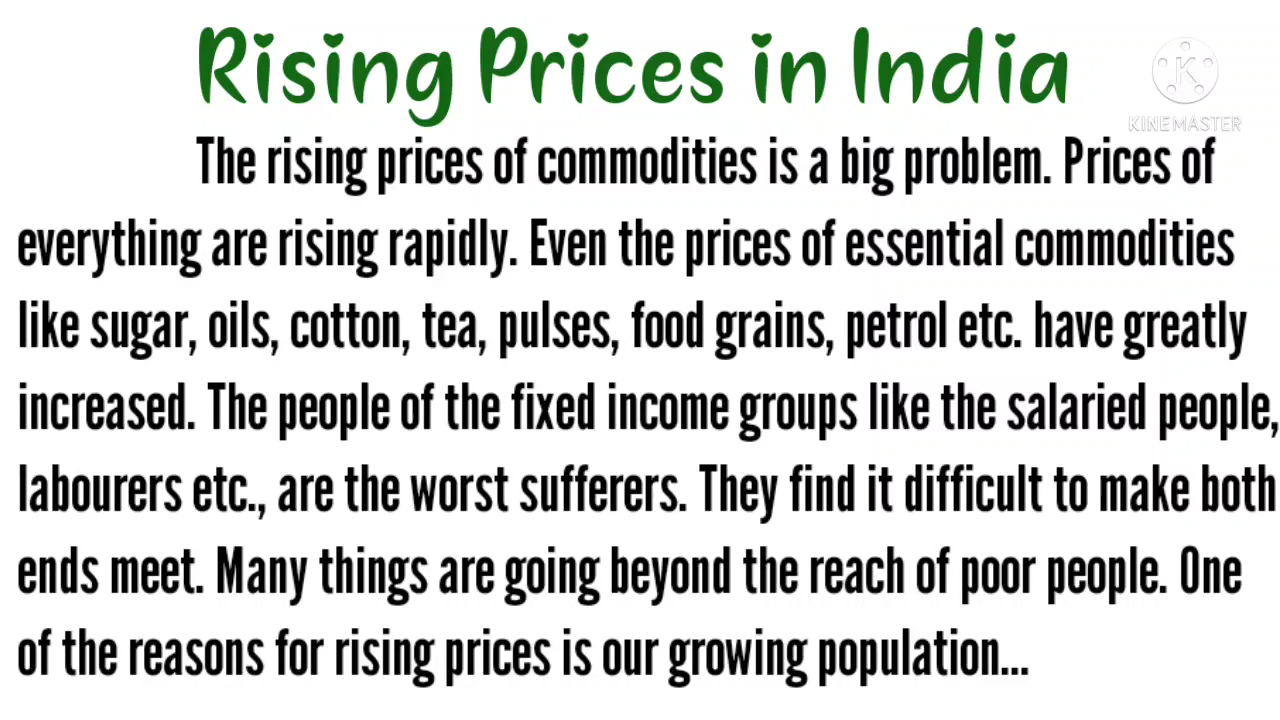 Rising Prices in India
K
KINEMASTER
The rising prices of commodities is a big problem. Prices of
everything are rising rapidly. Even the prices of essential commodities
like sugar, oils, cotton, tea, pulses, food grains, petrol etc. have greatly
increased. The people of the fixed income groups like the salaried people,
labourers etc., are the worst sufferers. They find it difficult to make both
ends meet. Many things are going beyond the reach of poor people. One
of the reasons for rising prices is our growing population...